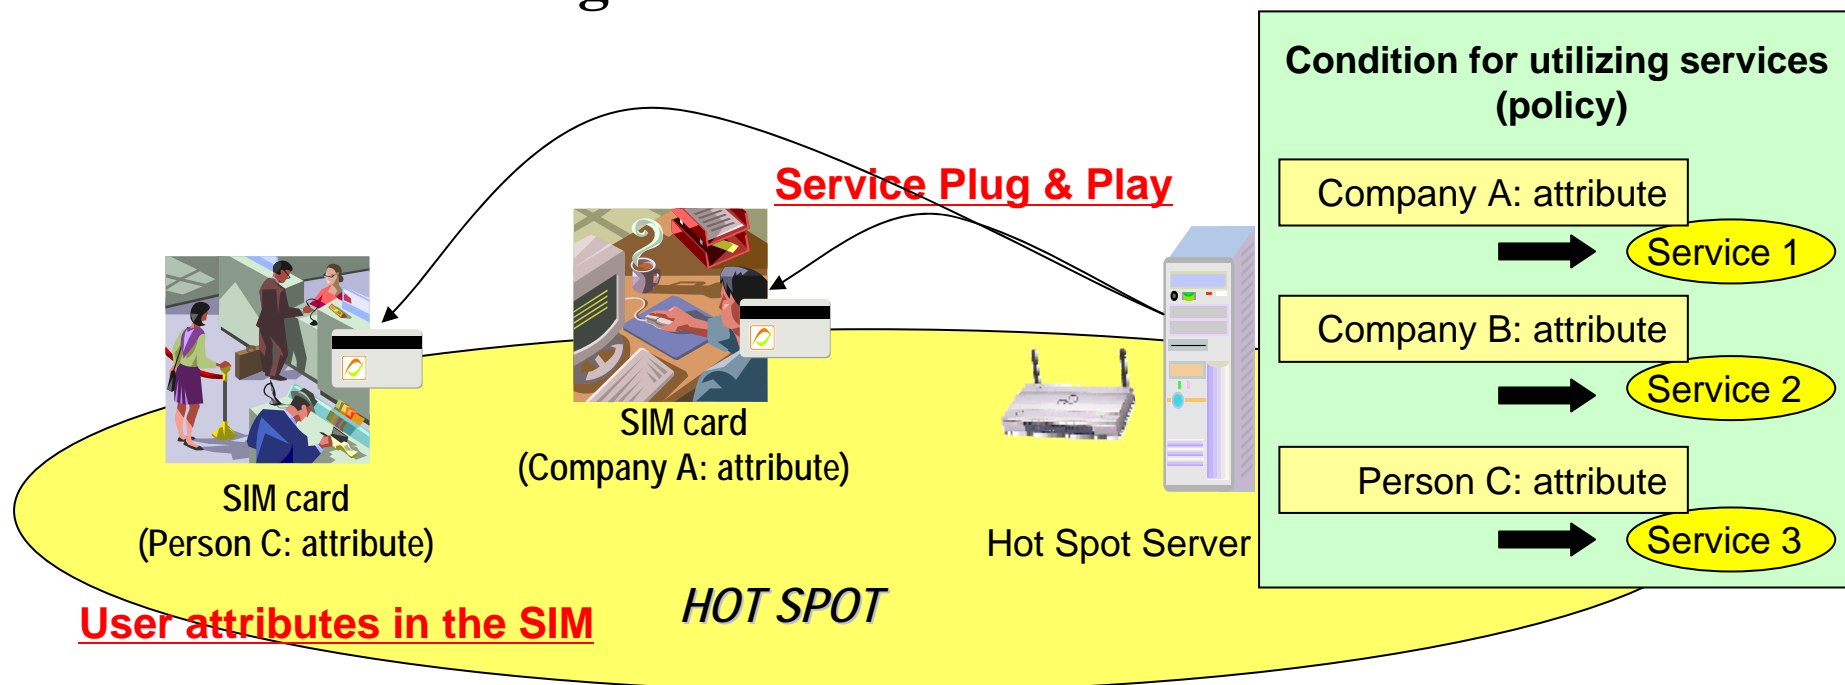 Condition for utilizing services
(policy)
Service Plug & Play
Company A: attribute
Service 1
Company B: attribute
Service 2
Person C: attribute
Service 3
SIM card
(Company A: attribute)
SIM card
(Person C: attribute)
Hot Spot Server
HOT SPOT
User attributes in the SIM